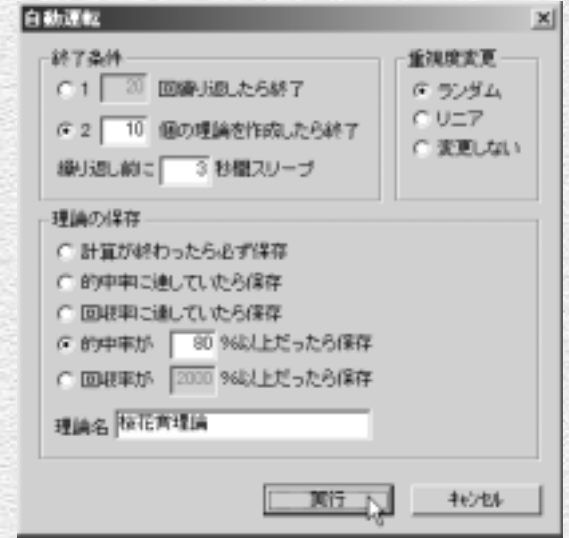 自動運転
終了条件
1 20 回繰り返したら終了
2 10 個の理論を作成したら終了
繰り返し前に 3 秒間スリープ
重視度変更
ランダム
リニア
変更しない
理論の保存
計算が終わったら必ず保存
的中率に達していたら保存
回収率に達していたら保存
的中率が 80 %以上だったら保存
回収率が 2000 %以上だったら保存
理論名 桜花賞理論
実行
キャンセル